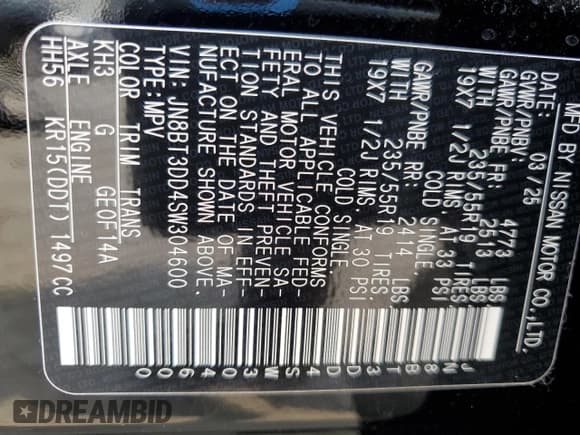 MFD BY NISSAN MOTOR CO.,LTD.
DATE: 03/25
GVWR/PNBV: 4773 LBS
GAWR/PNBE FR: 2513 LBS
WITH 235/55R19 TIRES,
19X7 1/2J RIMS, AT 33 PSI
COLD SINGLE.
GAWR/PNBE RR: 2414 LBS
WITH 235/55R19 TIRES,
19X7 1/2J RIMS, AT 30 PSI
COLD SINGLE.
THIS VEHICLE CONFORMS
TO ALL APPLICABLE FED-
ERAL MOTOR VEHICLE SA-
FETY AND THEFT PREVEN-
TION STANDARDS IN EFF-
ECT ON THE DATE OF MA-
NUFACTURE SHOWN ABOVE.
VIN: JN8BT3DD4SW304600
TYPE:MPV
COLOR TRIM TRANS
KH3 G GE0F14A
AXLE ENGINE
HH56 KR15(DDT) 1497CC
JN8BT3DD4SW304600
DREAMBID